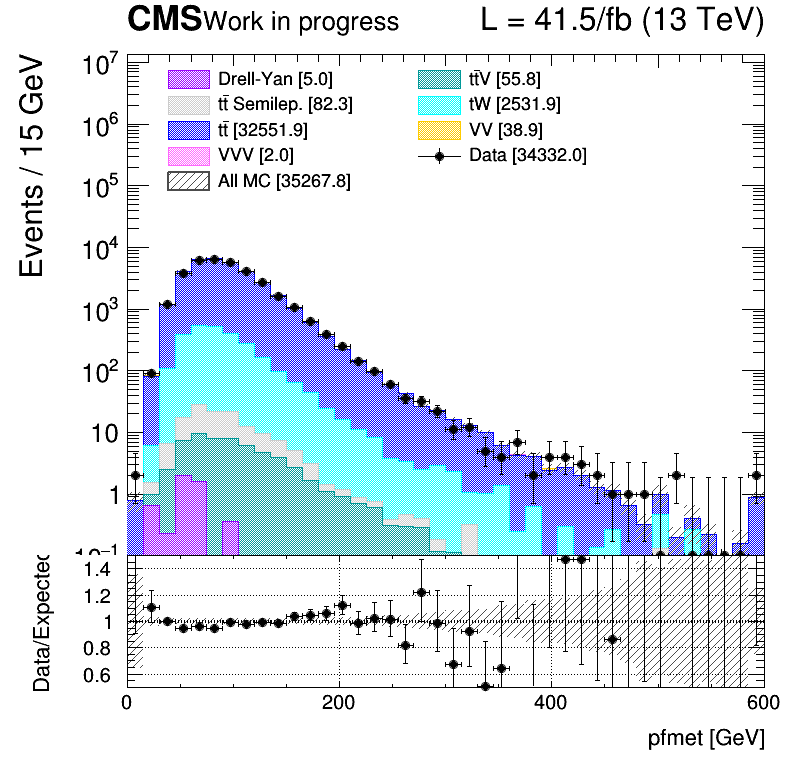 CMS Work in progress L = 41.5/fb (13 TeV)
Events / 15 GeV
Drell-Yan [5.0] tt̄V [55.8]
tt̄ Semilep. [82.3] tW [2531.9]
tt̄ [32551.9] VV [38.9]
VVV [2.0] Data [34332.0]
All MC [35267.8]
10⁷
10⁶
10⁵
10⁴
10³
10²
10
1
10⁻¹
Data/Expected
1.4
1.2
1
0.8
0.6
0 200 400 600
pfmet [GeV]